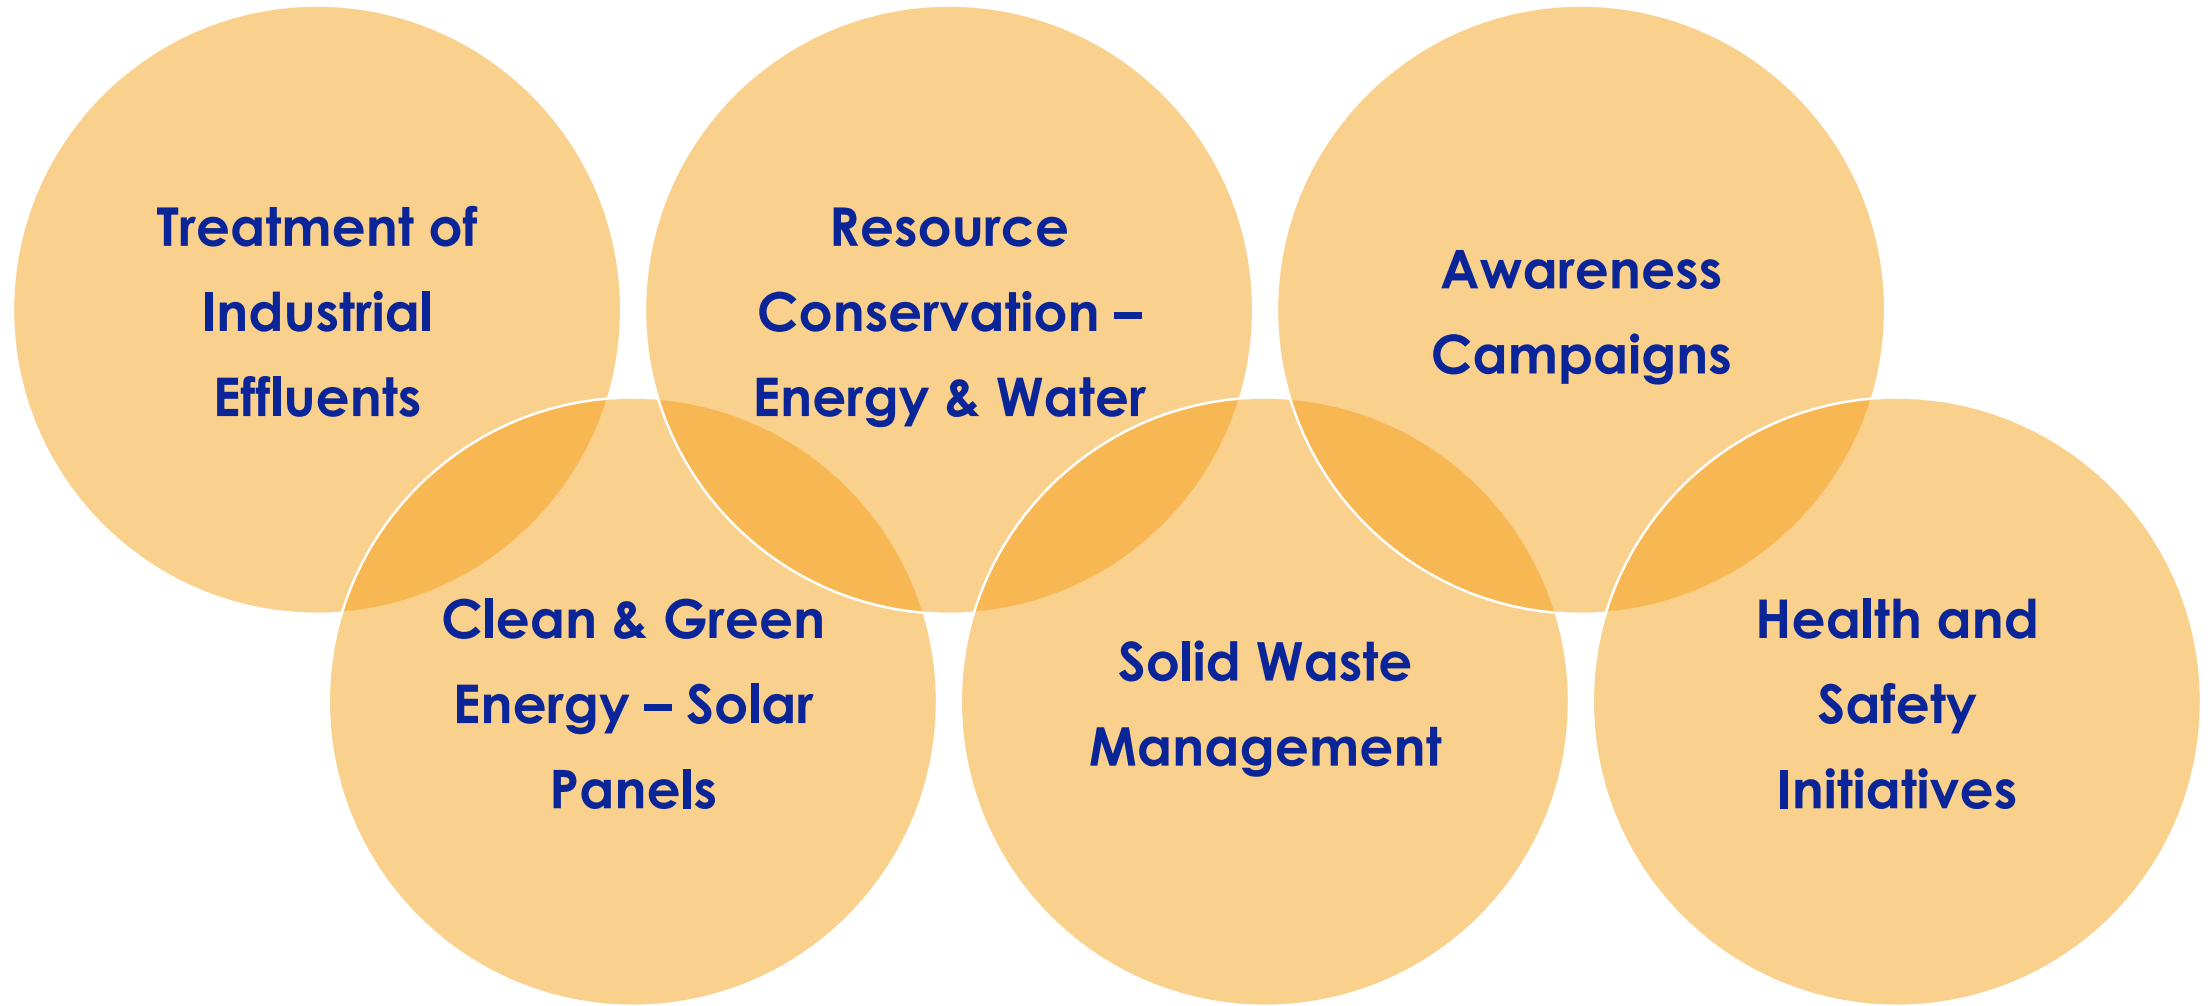 Treatment of
Industrial
Effluents
Clean & Green
Energy – Solar
Panels
Resource
Conservation –
Energy & Water
Solid Waste
Management
Awareness
Campaigns
Health and
Safety
Initiatives